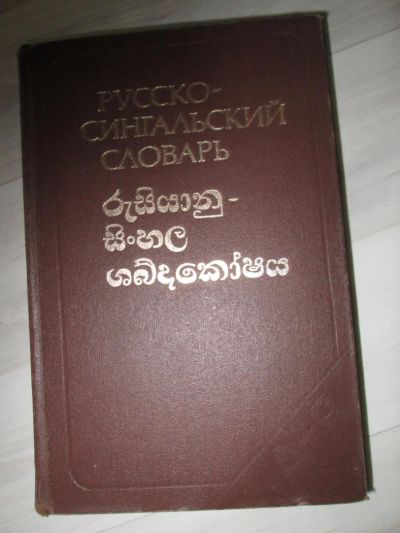 РУССКО-
СИНГАЛЬСКИЙ
СЛОВАРЬ
රුසියානු-
සිංහල
ශබ්දකෝෂය